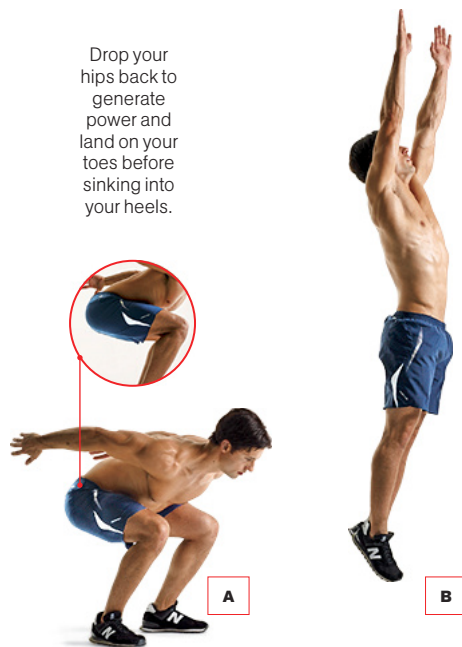 Drop your
hips back to
generate
power and
land on your
toes before
sinking into
your heels.
A
B
N
N
N